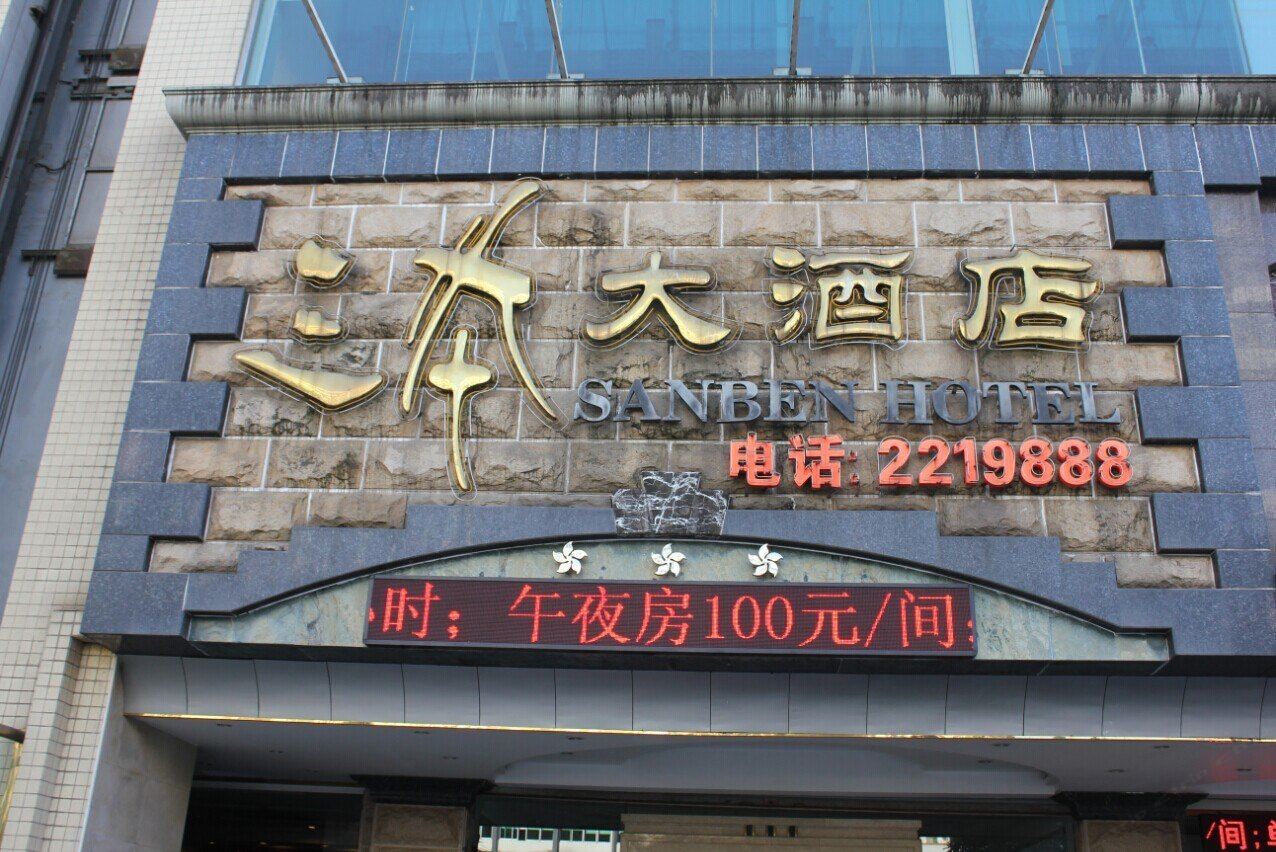 三本大酒店
SANBEN HOTEL
电话: 2219888
时; 午夜房100元/间;
/间;单